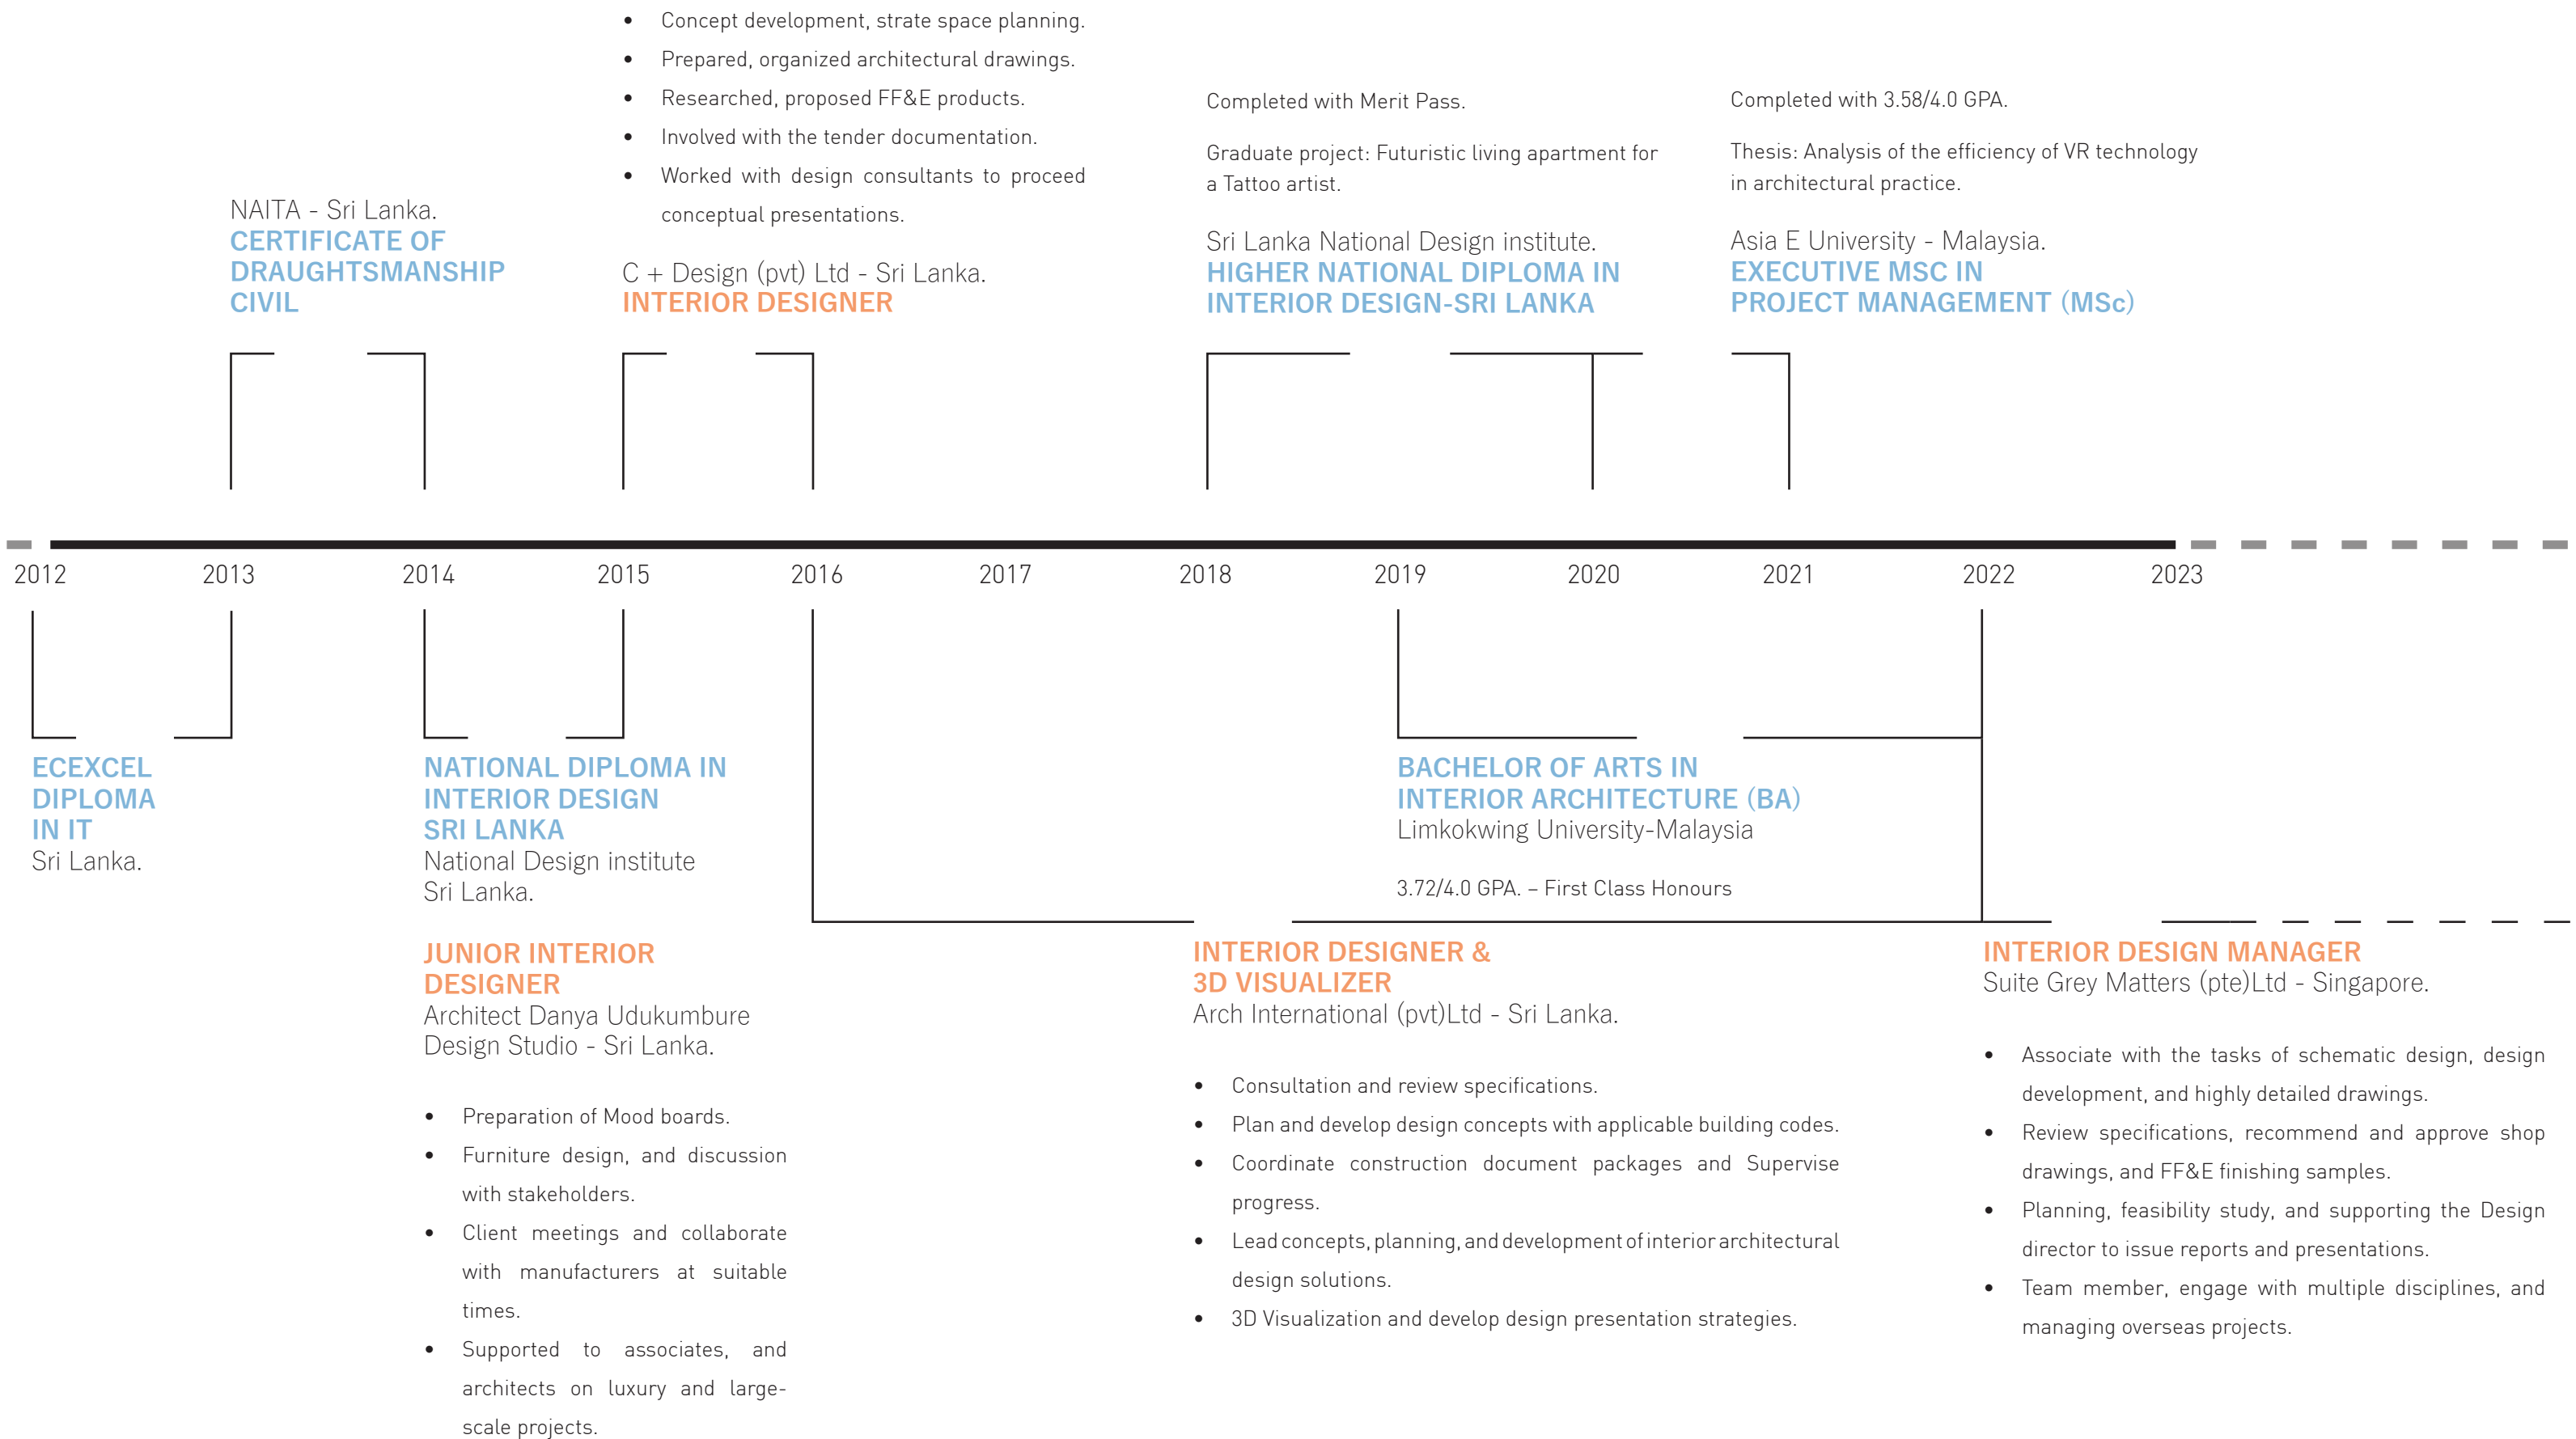 • Concept development, strate space planning.
• Prepared, organized architectural drawings.
• Researched, proposed FF&E products.
• Involved with the tender documentation.
• Worked with design consultants to proceed
conceptual presentations.
NAITA - Sri Lanka.
CERTIFICATE OF
DRAUGHTSMANSHIP
CIVIL
C + Design (pvt) Ltd - Sri Lanka.
INTERIOR DESIGNER
Completed with Merit Pass.
Graduate project: Futuristic living apartment for
a Tattoo artist.
Sri Lanka National Design institute.
HIGHER NATIONAL DIPLOMA IN
INTERIOR DESIGN-SRI LANKA
Completed with 3.58/4.0 GPA.
Thesis: Analysis of the efficiency of VR technology
in architectural practice.
Asia E University - Malaysia.
EXECUTIVE MSC IN
PROJECT MANAGEMENT (MSc)
2012 2013 2014 2015 2016 2017 2018 2019 2020 2021 2022 2023
ECEXCEL
DIPLOMA
IN IT
Sri Lanka.
NATIONAL DIPLOMA IN
INTERIOR DESIGN
SRI LANKA
National Design institute
Sri Lanka.
JUNIOR INTERIOR
DESIGNER
Architect Danya Udukumbure
Design Studio - Sri Lanka.
• Preparation of Mood boards.
• Furniture design, and discussion
with stakeholders.
• Client meetings and collaborate
with manufacturers at suitable
times.
• Supported to associates, and
architects on luxury and large-
scale projects.
BACHELOR OF ARTS IN
INTERIOR ARCHITECTURE (BA)
Limkokwing University-Malaysia
3.72/4.0 GPA. – First Class Honours
INTERIOR DESIGNER &
3D VISUALIZER
Arch International (pvt)Ltd - Sri Lanka.
• Consultation and review specifications.
• Plan and develop design concepts with applicable building codes.
• Coordinate construction document packages and Supervise
progress.
• Lead concepts, planning, and development of interior architectural
design solutions.
• 3D Visualization and develop design presentation strategies.
INTERIOR DESIGN MANAGER
Suite Grey Matters (pte)Ltd - Singapore.
• Associate with the tasks of schematic design, design
development, and highly detailed drawings.
• Review specifications, recommend and approve shop
drawings, and FF&E finishing samples.
• Planning, feasibility study, and supporting the Design
director to issue reports and presentations.
• Team member, engage with multiple disciplines, and
managing overseas projects.